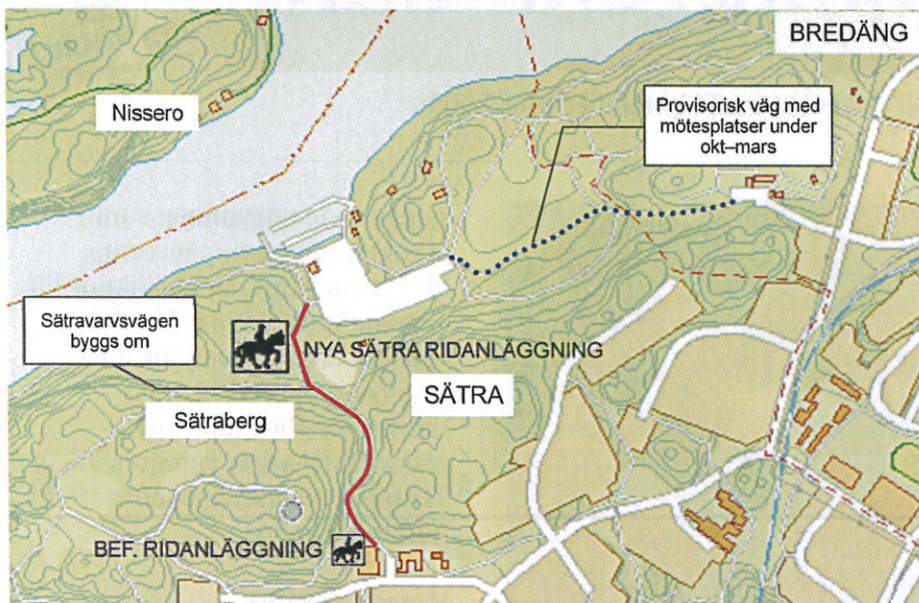 BREDÄNG
Nissero
Provisorisk väg med
mötesplatser under
okt–mars
Sätravarvsvägen
byggs om
NYA SÄTRA RIDANLÄGGNING
SÄTRA
Sätraberg
BEF. RIDANLÄGGNING